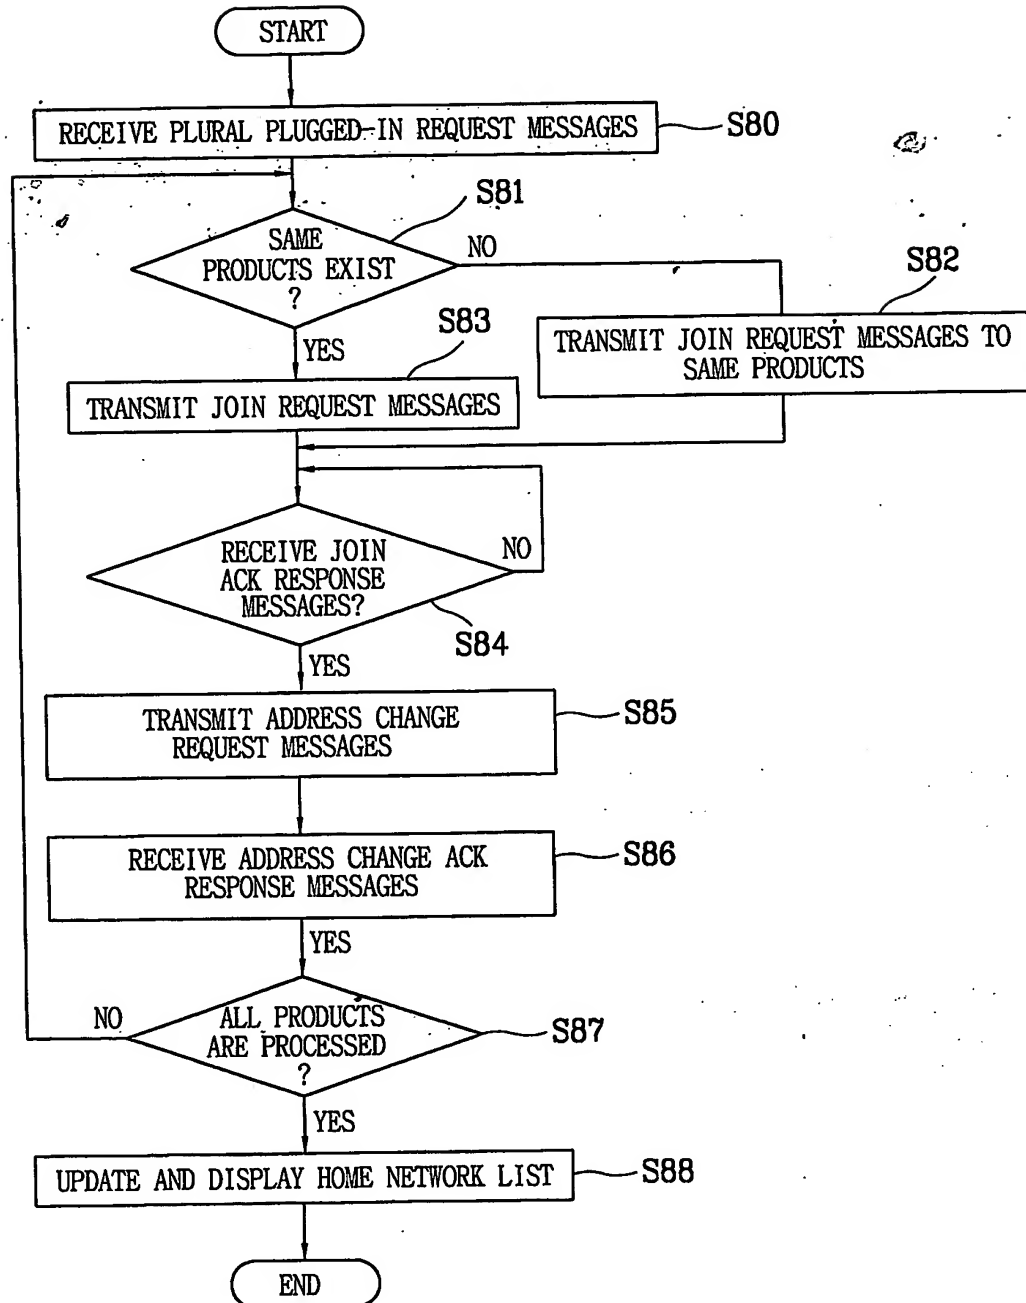 START
RECEIVE PLURAL PLUGGED-IN REQUEST MESSAGES
S80
S81
SAME
PRODUCTS EXIST
?
NO
S82
S83
YES
TRANSMIT JOIN REQUEST MESSAGES TO
SAME PRODUCTS
TRANSMIT JOIN REQUEST MESSAGES
RECEIVE JOIN
ACK RESPONSE
MESSAGES?
NO
S84
YES
TRANSMIT ADDRESS CHANGE
REQUEST MESSAGES
S85
RECEIVE ADDRESS CHANGE ACK
RESPONSE MESSAGES
S86
YES
NO
ALL PRODUCTS
ARE PROCESSED
?
S87
YES
UPDATE AND DISPLAY HOME NETWORK LIST
S88
END